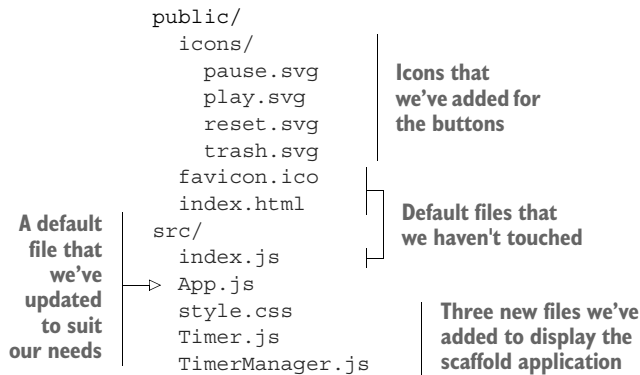 public/
icons/
pause.svg
play.svg
reset.svg
trash.svg
favicon.ico
index.html
src/
index.js
App.js
style.css
Timer.js
TimerManager.js
Icons that
we've added for
the buttons
Default files that
we haven't touched
A default
file that
we've
updated
to suit
our needs
Three new files we've
added to display the
scaffold application